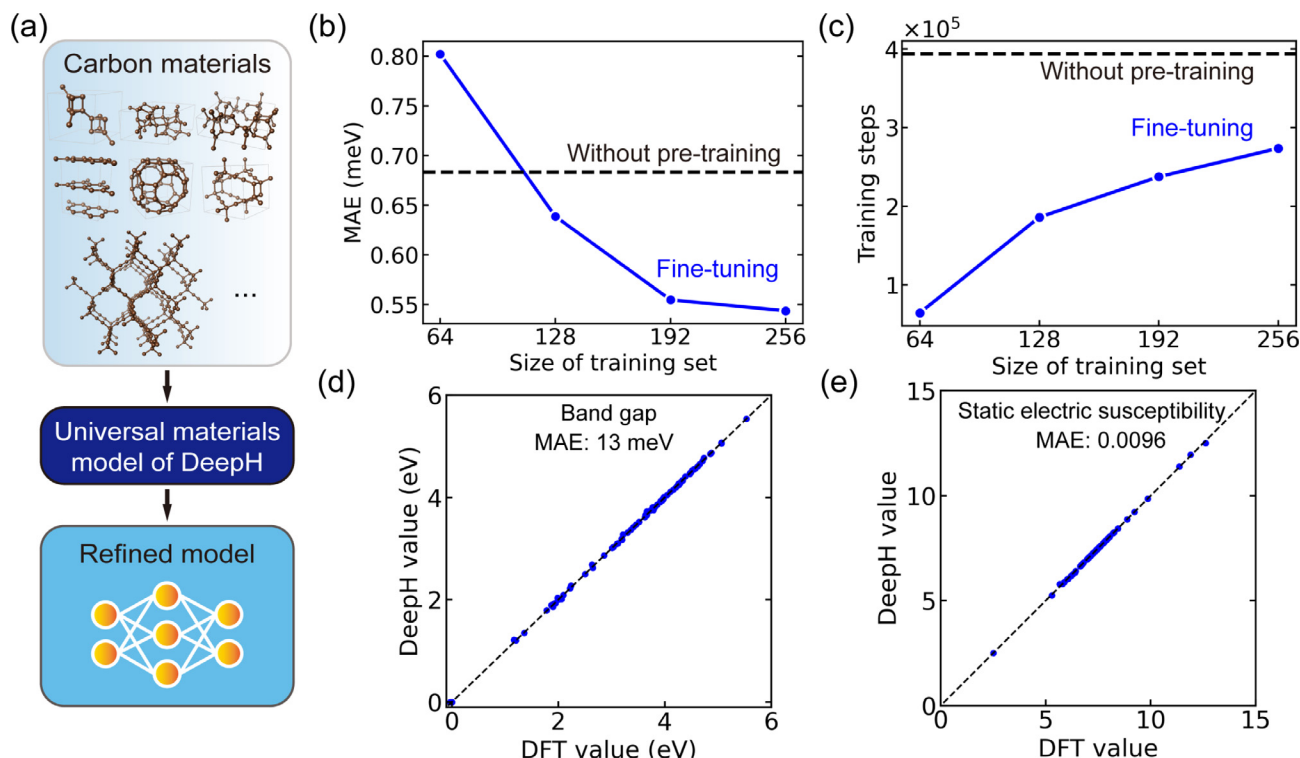 (a)
Carbon materials
...
Universal materials
model of DeepH
Refined model
(b)
MAE (meV)
0.80
0.75
0.70
0.65
0.60
0.55
Without pre-training
Fine-tuning
64
128
192
256
Size of training set
(c)
×10⁵
Training steps
4
3
2
1
Without pre-training
Fine-tuning
64
128
192
256
Size of training set
(d)
Band gap
MAE: 13 meV
DeepH value (eV)
6
4
2
0
0
2
4
6
DFT value (eV)
(e)
Static electric susceptibility
MAE: 0.0096
DeepH value
15
10
5
0
0
5
10
15
DFT value